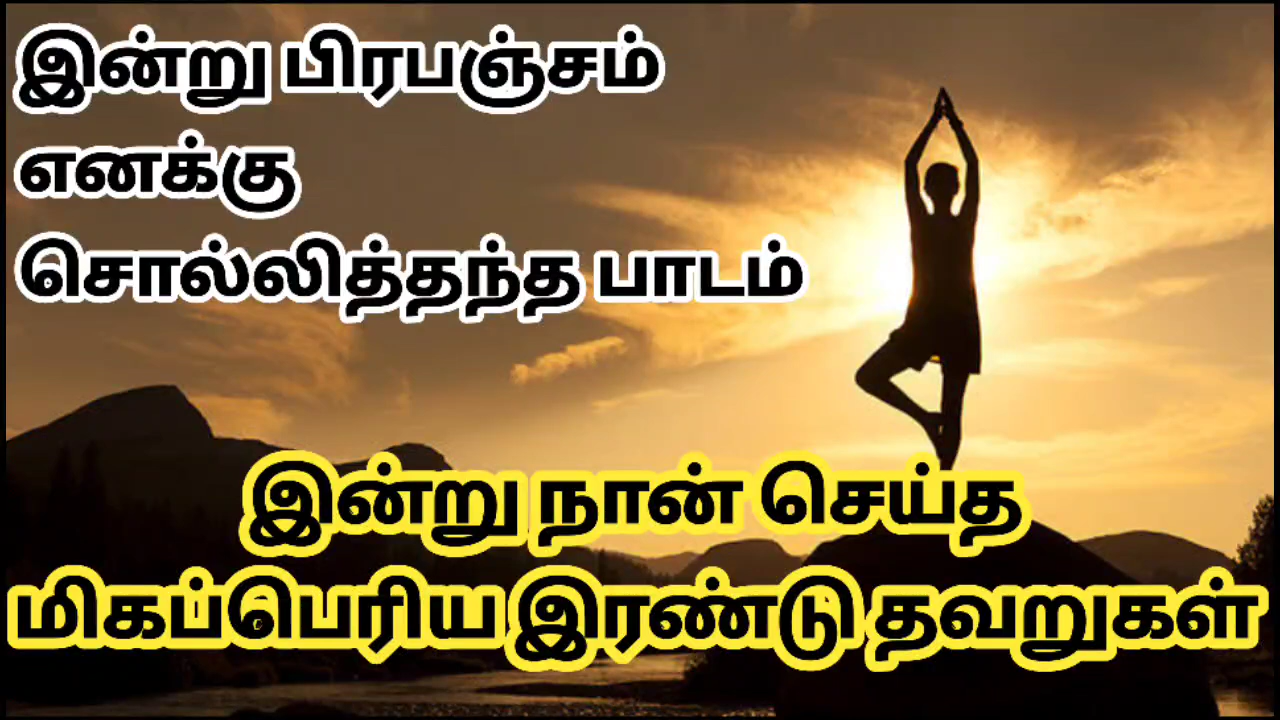 இன்று பிரபஞ்சம்
எனக்கு
சொல்லித்தந்த பாடம்
இன்று நான் செய்த
மிகப்பெரிய இரண்டு தவறுகள்